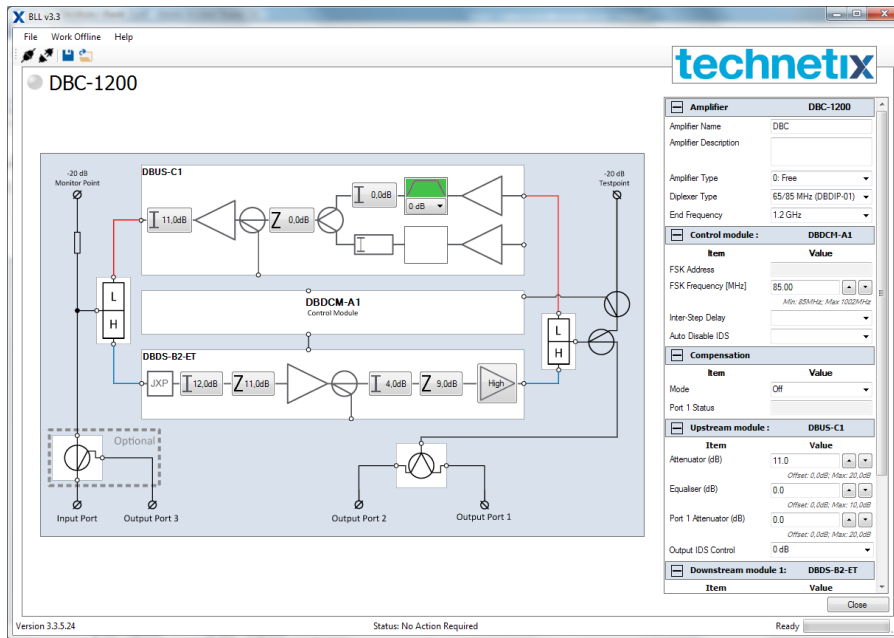 BLL v3.3
File Work Offline Help
technetix
DBC-1200
-20 dB
Monitor Point
DBUS-C1
11,0dB
Z 0,0dB
0,0dB
0 dB
-20 dB
Testpoint
L
H
DBDCM-A1
Control Module
L
H
DBDS-B2-ET
JXP
12,0dB
Z 11,0dB
4,0dB
Z 9,0dB
High
Optional
Input Port
Output Port 3
Output Port 2
Output Port 1
Amplifier DBC-1200
Amplifier Name DBC
Amplifier Description
Amplifier Type 0: Free
Diplexer Type 65/85 MHz (DBDIP-01)
End Frequency 1.2 GHz
Control module : DBDCM-A1
Item Value
FSK Address
FSK Frequency [MHz] 85.00
Min: 85MHz; Max 1002MHz
Inter-Step Delay
Auto Disable IDS
Compensation
Item Value
Mode Off
Port 1 Status
Upstream module : DBUS-C1
Item Value
Attenuator (dB) 11.0
Offset: 0,0dB; Max: 20,0dB
Equaliser (dB) 0.0
Offset: 0,0dB; Max: 10,0dB
Port 1 Attenuator (dB) 0.0
Offset: 0,0dB; Max: 20,0dB
Output IDS Control 0 dB
Downstream module 1: DBDS-B2-ET
Item Value
Close
Version 3.3.5.24 Status: No Action Required Ready